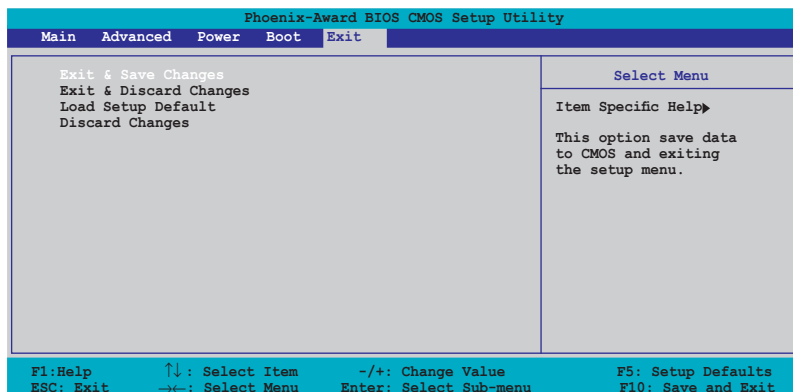 Phoenix-Award BIOS CMOS Setup Utility
Main Advanced Power Boot Exit
Exit & Save Changes
Exit & Discard Changes
Load Setup Default
Discard Changes
Select Menu
Item Specific Help▶
This option save data
to CMOS and exiting
the setup menu.
F1:Help ↑↓: Select Item -/+: Change Value F5: Setup Defaults
ESC: Exit →←: Select Menu Enter: Select Sub-menu F10: Save and Exit